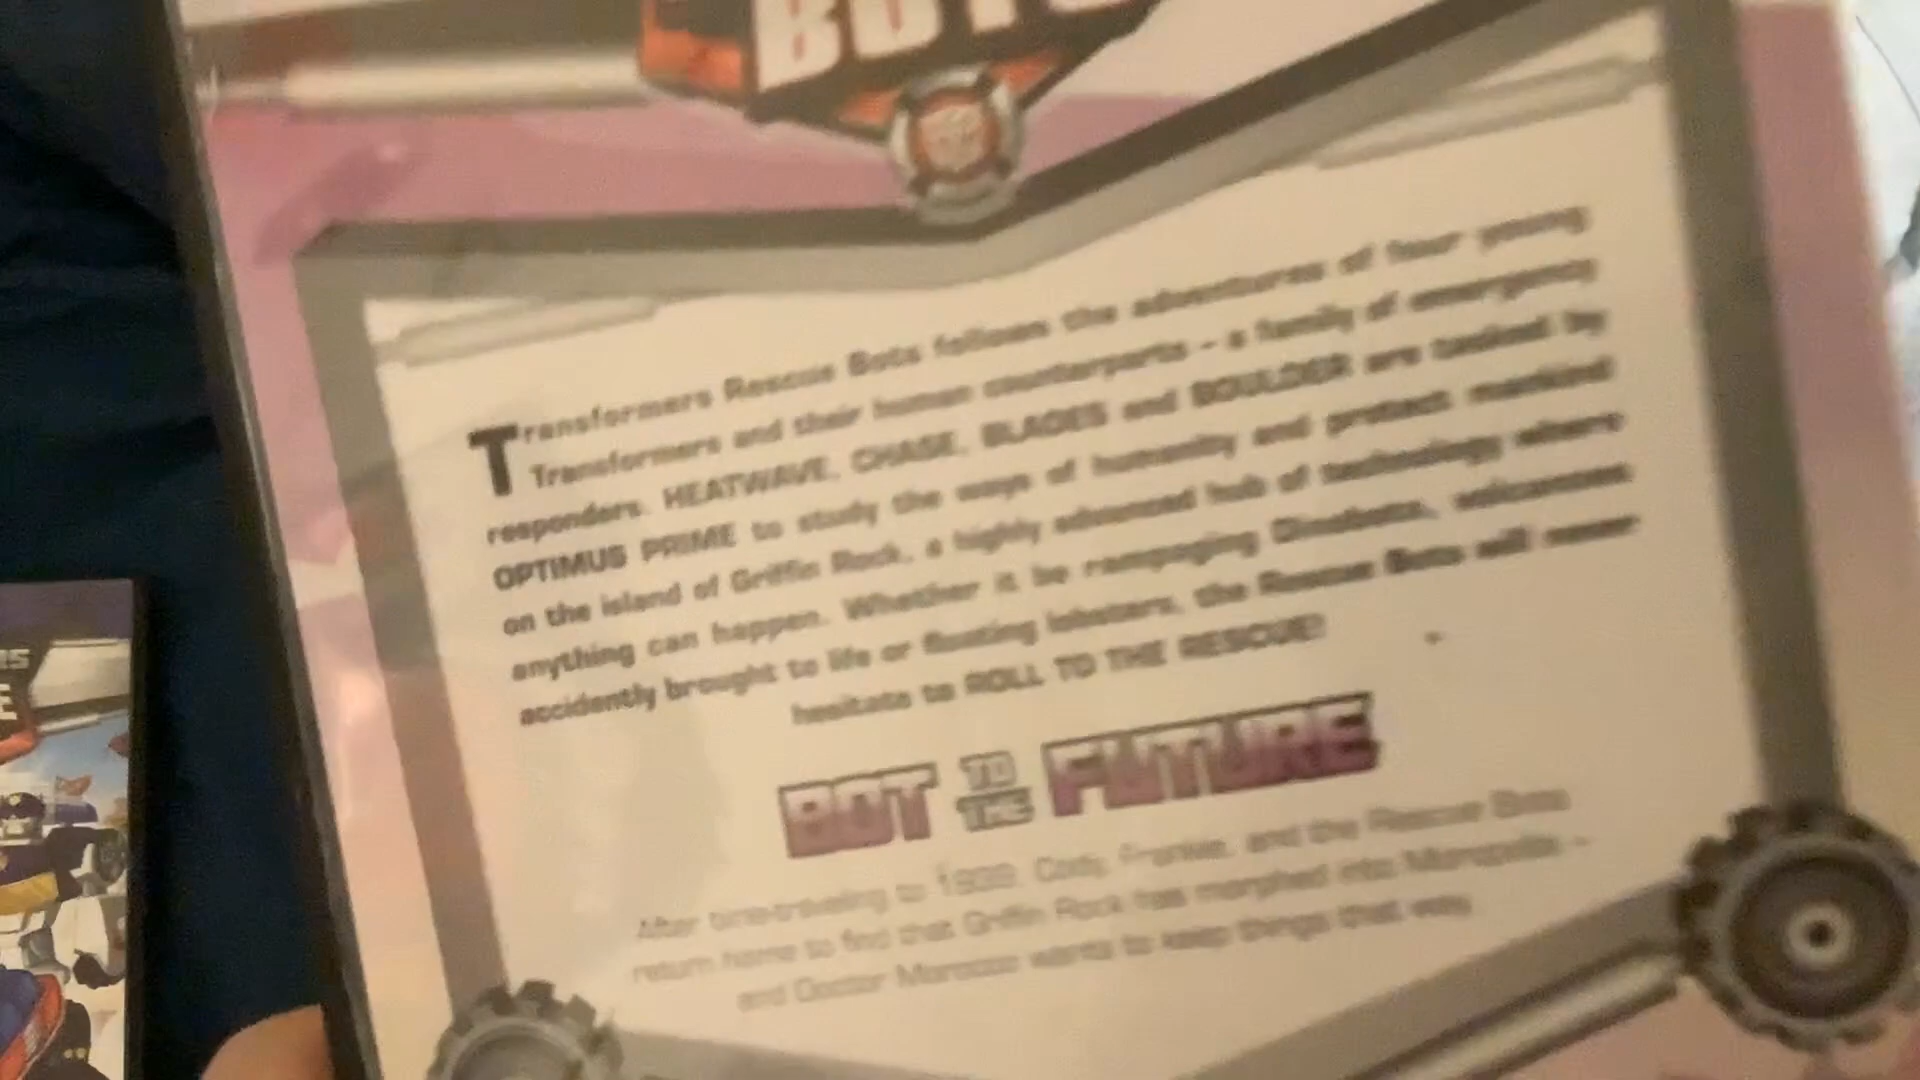 BOTS
Transformers Rescue Bots follows the adventures of four young
Transformers and their human counterparts - a family of emergency
responders. HEATWAVE, CHASE, BLADES and BOULDER are tasked by
OPTIMUS PRIME to study the ways of humanity and protect mankind
on the island of Griffin Rock, a highly advanced hub of technology where
anything can happen. Whether it be rampaging Dinobots, volcanoes
accidently brought to life or floating lobsters, the Rescue Bots will never
hesitate to ROLL TO THE RESCUE!
BOT TO THE FUTURE
After time-traveling to Cody, Frankie, and the Rescue Bots
return home to find that Griffin Rock has morphed into Moropolis -
and Doctor Morocco wants to keep things that way.